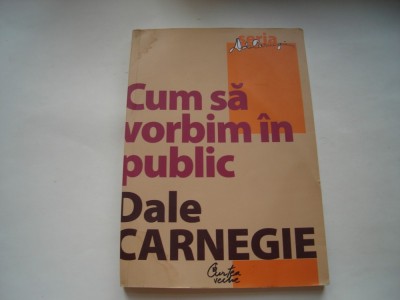 seria
Cum să
vorbim în
public
Dale
CARNEGIE
Curtea
veche